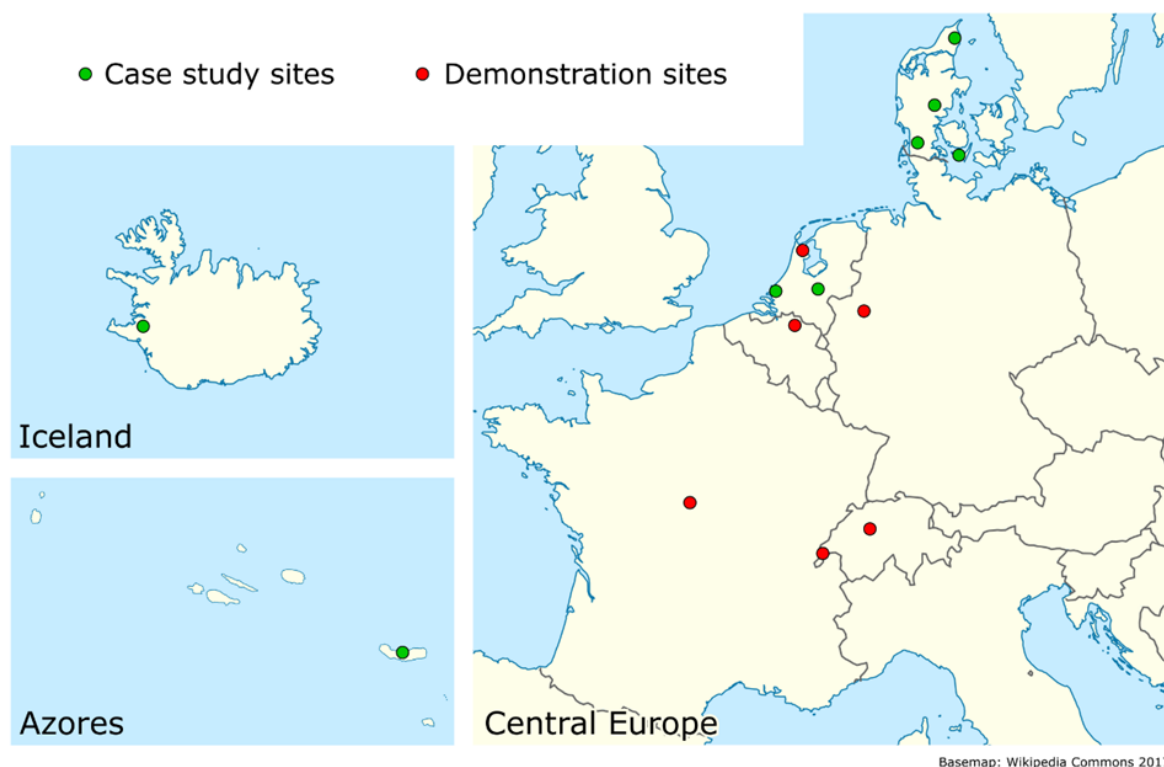 Case study sites
Demonstration sites
Iceland
Azores
Central Europe
Basemap: Wikipedia Commons